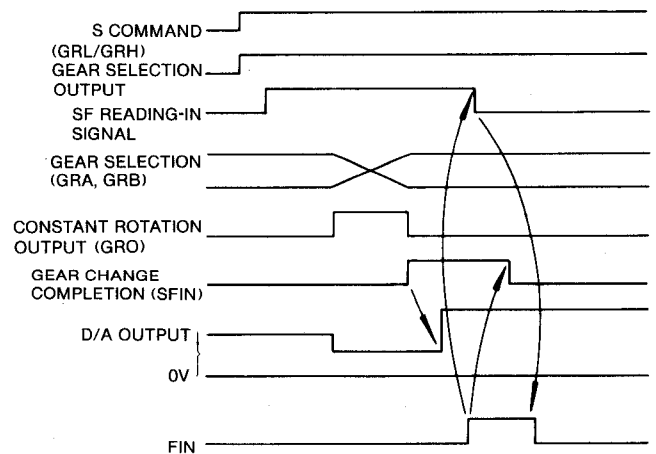 S COMMAND
(GRL/GRH)
GEAR SELECTION
OUTPUT
SF READING-IN
SIGNAL
GEAR SELECTION
(GRA, GRB)
CONSTANT ROTATION
OUTPUT (GRO)
GEAR CHANGE
COMPLETION (SFIN)
D/A OUTPUT
0V
FIN